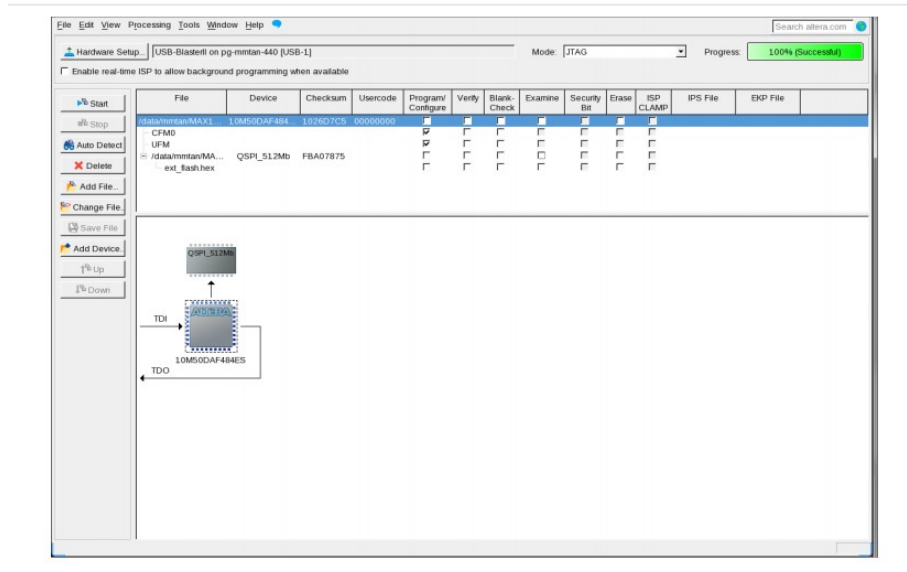 File Edit View Processing Tools Window Help
Search altera.com
Hardware Setup... USB-BlasterII on pg-mmtan-440 [USB-1] Mode: JTAG Progress: 100% (Successful)
Enable real-time ISP to allow background programming when available
Start
Stop
Auto Detect
Delete
Add File...
Change File.
Save File
Add Device.
Up
Down
File Device Checksum Usercode Program/Configure Verify Blank-Check Examine Security Bit Erase ISP CLAMP IPS File EKP File
/data/mmtan/MAX1... 10M50DAF484... 1026D7C5 00000000
CFM0
UFM
/data/mmtan/MA... QSPI_512Mb FBA07875
ext_flash.hex
QSPI_512Mb
ALTERA
TDI
10M50DAF484ES
TDO